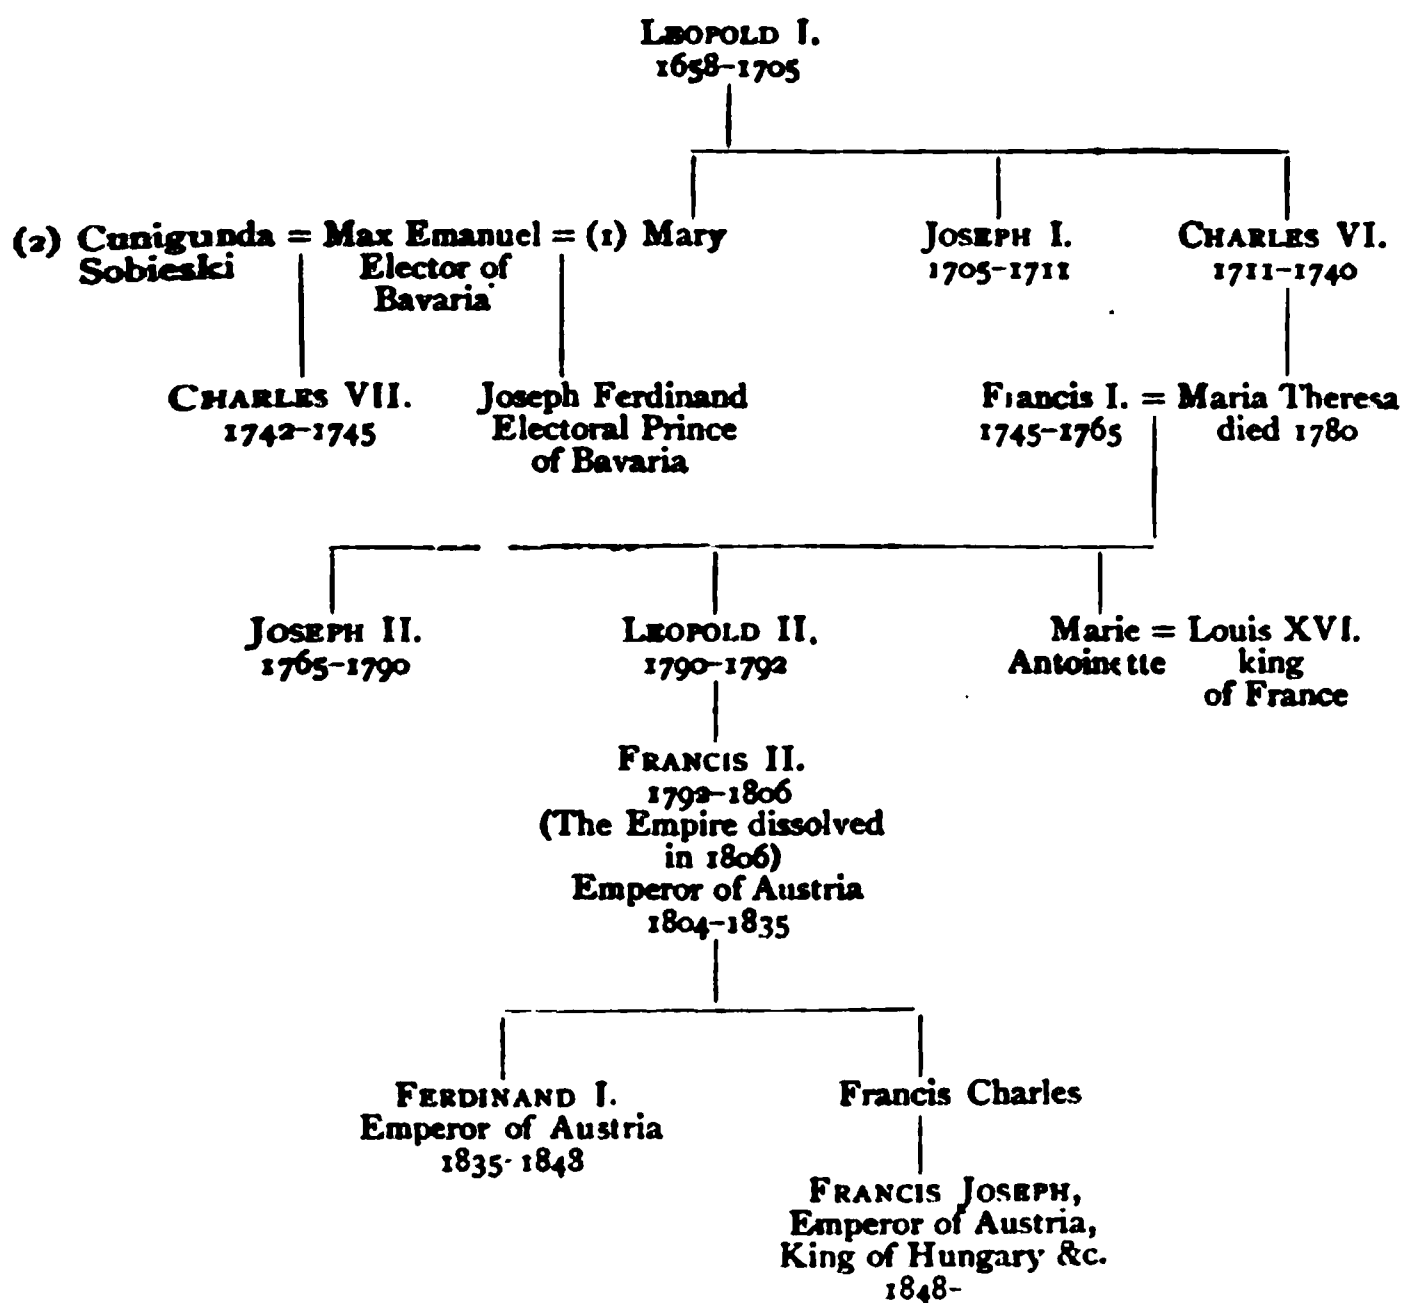 LEOPOLD I.
1658-1705
(2) Cunigunda = Max Emanuel = (1) Mary
Sobieski
Elector of
Bavaria
JOSEPH I.
1705-1711
CHARLES VI.
1711-1740
CHARLES VII.
1742-1745
Joseph Ferdinand
Electoral Prince
of Bavaria
Francis I. = Maria Theresa
1745-1765
died 1780
JOSEPH II.
1765-1790
LEOPOLD II.
1790-1792
Marie = Louis XVI.
Antoinette
king
of France
FRANCIS II.
1792-1806
(The Empire dissolved
in 1806)
Emperor of Austria
1804-1835
FERDINAND I.
Emperor of Austria
1835-1848
Francis Charles
FRANCIS JOSEPH,
Emperor of Austria,
King of Hungary &c.
1848-